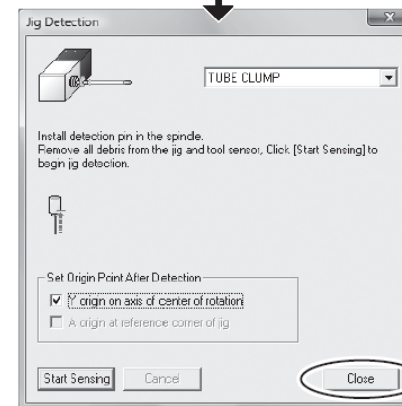 Jig Detection
TUBE CLUMP
Install detection pin in the spindle.
Remove all debris from the jig and tool sensor, Click [Start Sensing] to
begin jig detection.
Set Origin Point After Detection
Y origin on axis of center of rotation
A origin at reference corner of jig
Start Sensing
Cancel
Close